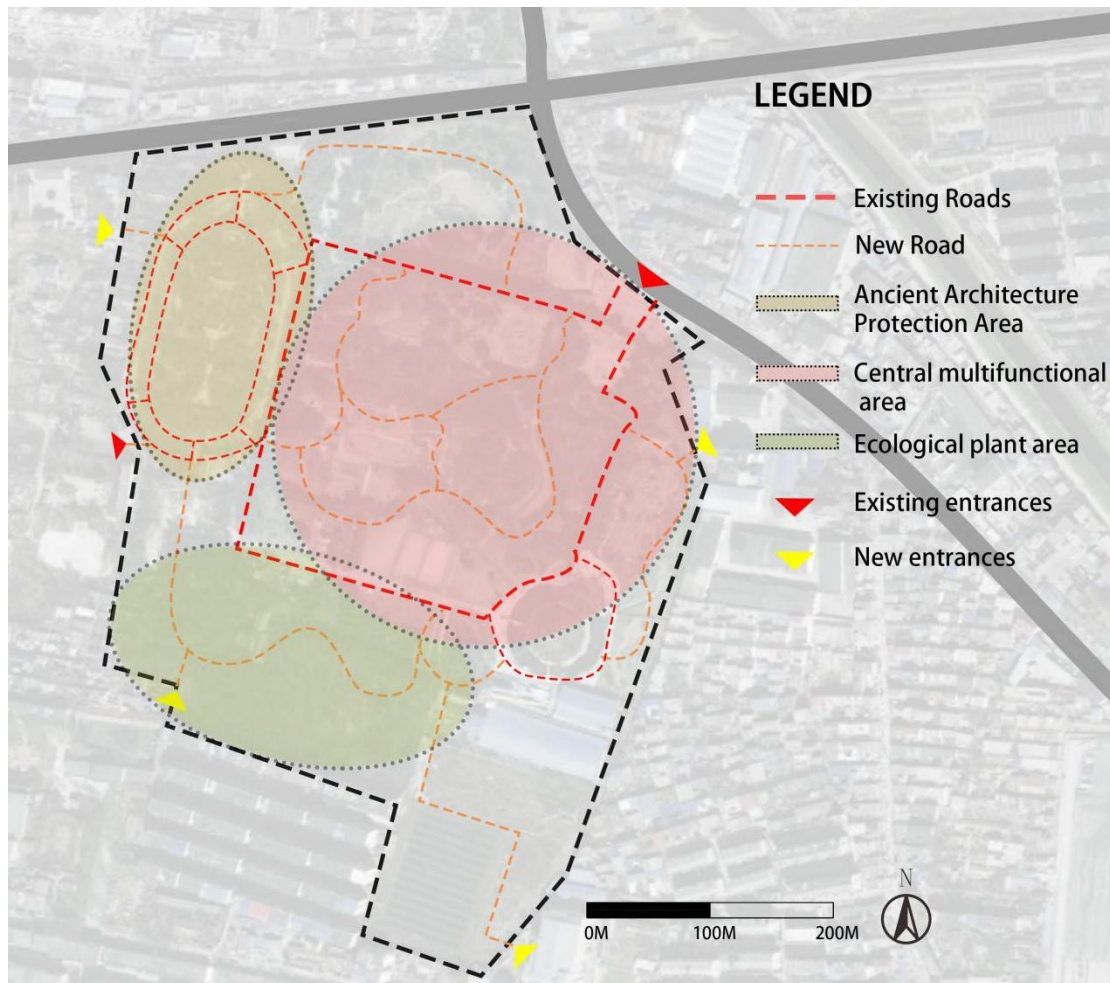 LEGEND
Existing Roads
New Road
Ancient Architecture
Protection Area
Central multifunctional
area
Ecological plant area
Existing entrances
New entrances
N
0M 100M 200M